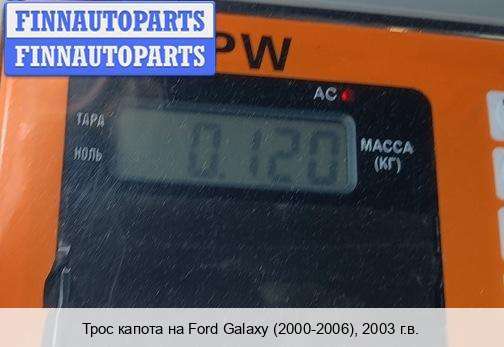 FINNAUTOPARTS
FINNAUTOPARTS
PW
AC
ТАРА
НОЛЬ
0.120
МАССА
(КГ)
Трос капота на Ford Galaxy (2000-2006), 2003 г.в.